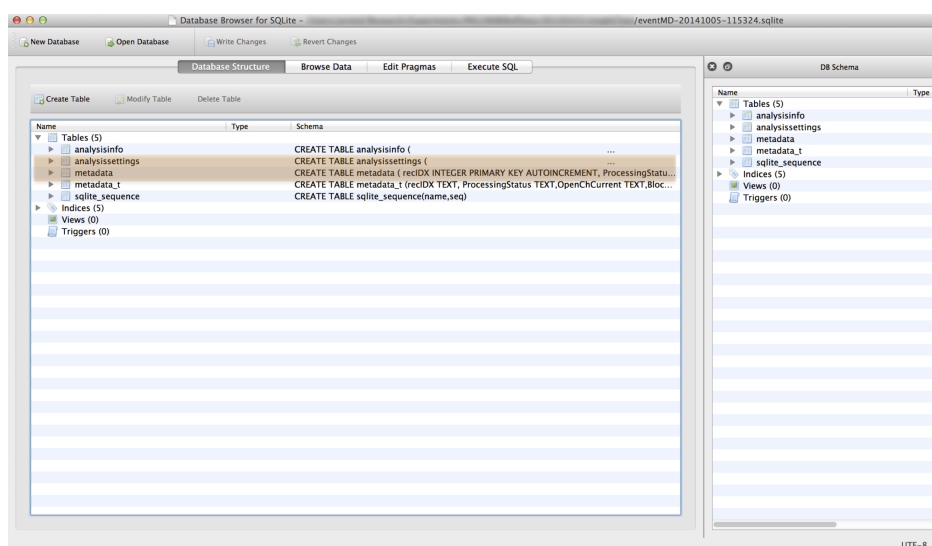 Database Browser for SQLite - /eventMD-20141005-115324.sqlite
New Database Open Database Write Changes Revert Changes
Database Structure Browse Data Edit Pragmas Execute SQL
Create Table Modify Table Delete Table
Name Type Schema
Tables (5)
analysisinfo CREATE TABLE analysisinfo ( ...
analysissettings CREATE TABLE analysissettings ( ...
metadata CREATE TABLE metadata ( recIDX INTEGER PRIMARY KEY AUTOINCREMENT, ProcessingStatu...
metadata_t CREATE TABLE metadata_t (recIDX TEXT, ProcessingStatus TEXT,OpenChCurrent TEXT,Bloc...
sqlite_sequence CREATE TABLE sqlite_sequence(name,seq)
Indices (5)
Views (0)
Triggers (0)
DB Schema
Name Type
Tables (5)
analysisinfo
analysissettings
metadata
metadata_t
sqlite_sequence
Indices (5)
Views (0)
Triggers (0)
UTF-8